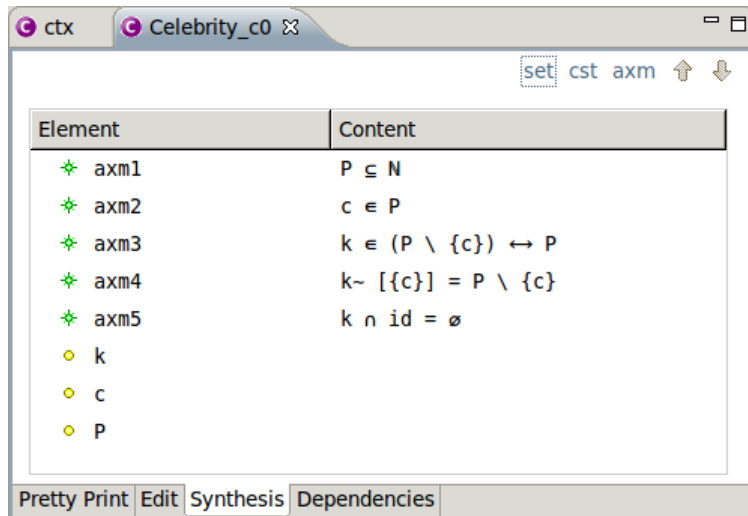 ctx Celebrity_c0
set cst axm
Element Content
axm1 P ⊆ ℕ
axm2 c ∈ P
axm3 k ∈ (P \ {c}) ↔ P
axm4 k~ [{c}] = P \ {c}
axm5 k ∩ id = ∅
k
c
P
Pretty Print Edit Synthesis Dependencies